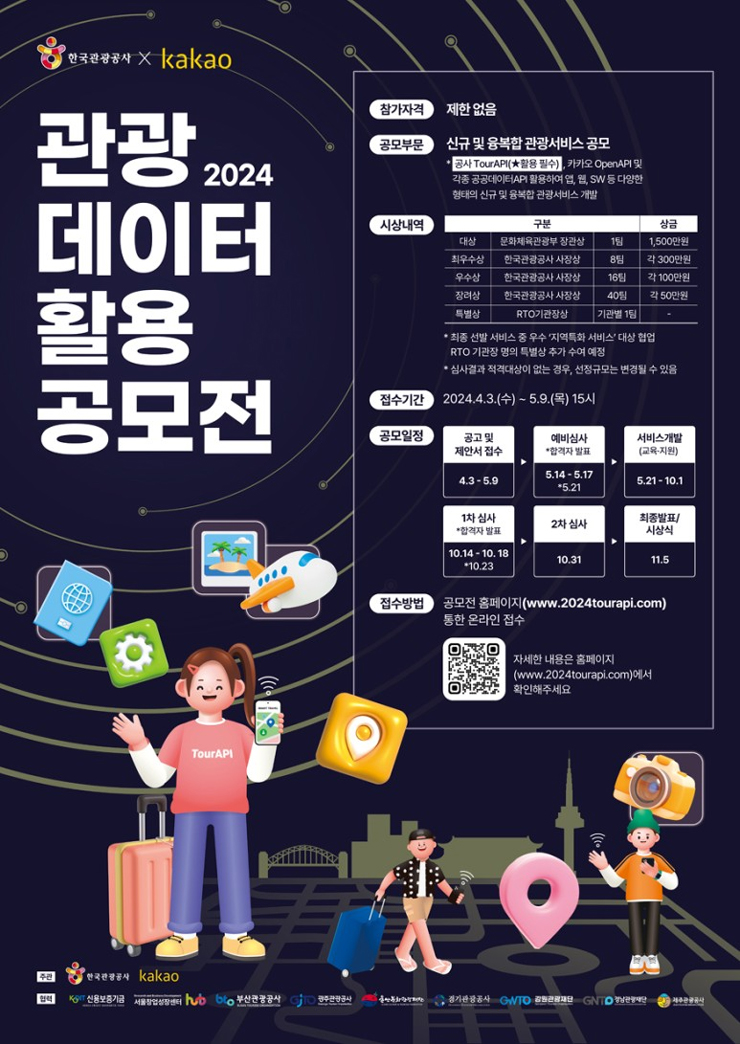 한국관광공사 × kakao
관광 2024
데이터
활용
공모전
참가자격 제한 없음
공모부문 신규 및 융복합 관광서비스 공모
* 공사 TourAPI(★활용 필수), 카카오 OpenAPI 및
각종 공공데이터API 활용하여 앱, 웹, SW 등 다양한
형태의 신규 및 융복합 관광서비스 개발
시상내역 구분 상금
대상 문화체육관광부 장관상 1팀 1,500만원
최우수상 한국관광공사 사장상 8팀 각 300만원
우수상 한국관광공사 사장상 16팀 각 100만원
장려상 한국관광공사 사장상 40팀 각 50만원
특별상 RTO기관장상 기관별 1팀 -
* 최종 선발 서비스 중 우수 ‘지역특화 서비스’ 대상 협업
RTO 기관장 명의 특별상 추가 수여 예정
* 심사결과 적격대상이 없는 경우, 선정규모는 변경될 수 있음
접수기간 2024.4.3.(수) ~ 5.9.(목) 15시
공모일정
공고 및
제안서 접수
4.3 - 5.9
예비심사
*합격자 발표
5.14 - 5.17
*5.21
서비스개발
(교육·지원)
5.21 - 10.1
1차 심사
*합격자 발표
10.14 - 10. 18
*10.23
2차 심사
10.31
최종발표/
시상식
11.5
접수방법 공모전 홈페이지(www.2024tourapi.com)
통한 온라인 접수
자세한 내용은 홈페이지
(www.2024tourapi.com)에서
확인해주세요
TourAPI
주관 한국관광공사 kakao
협력 신용보증기금 서울창업성장센터 hub bto 부산관광공사 GJTO 광주관광공사 경기관광공사 GWTO 강원관광재단 GNTO 경남관광재단 제주관광공사